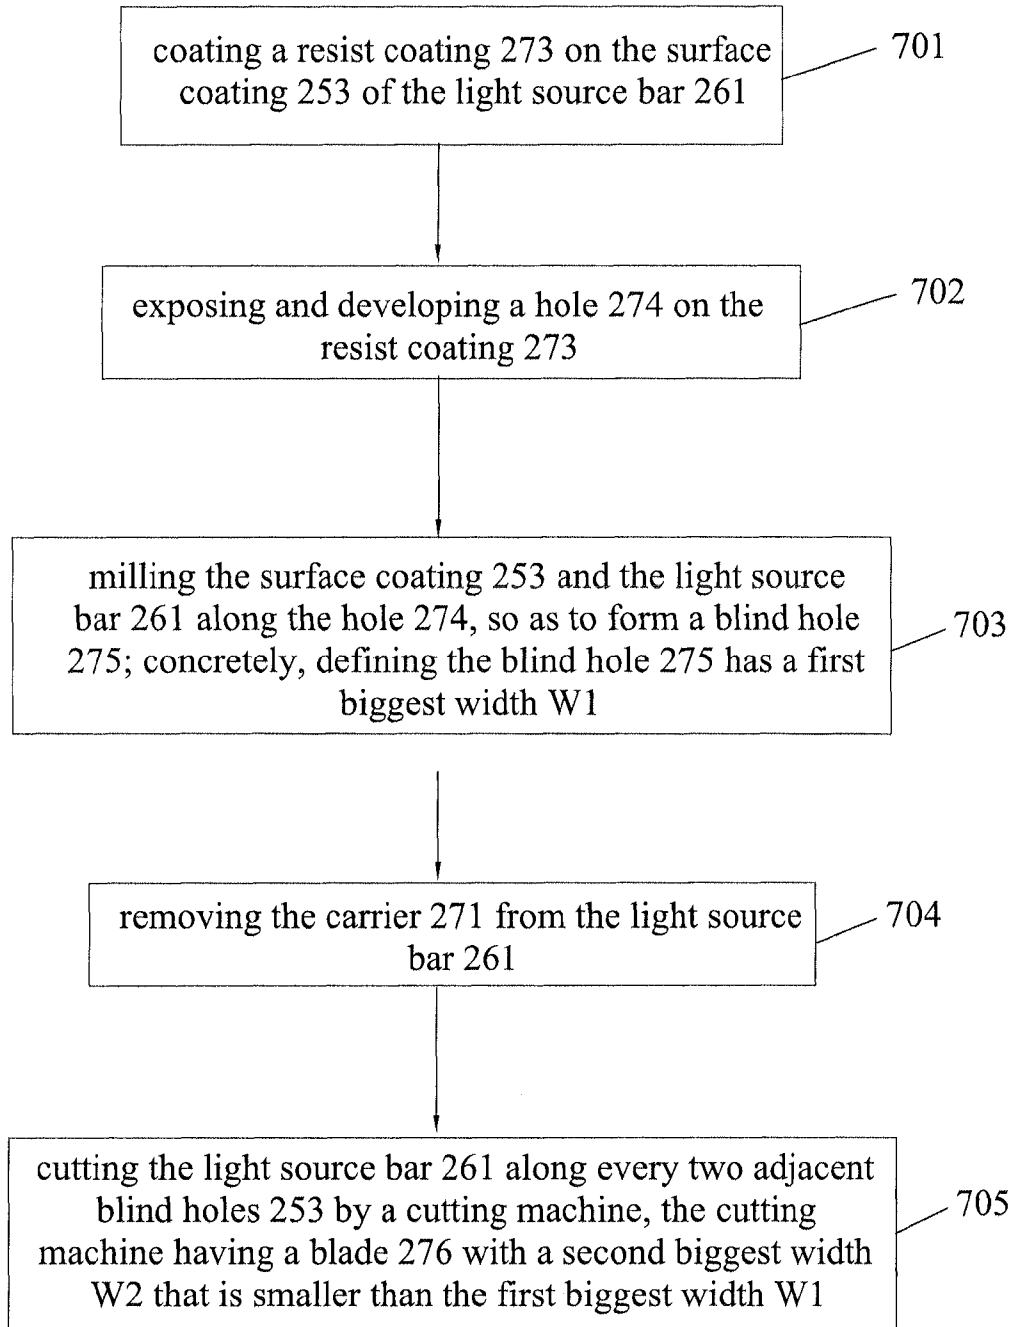 coating a resist coating 273 on the surface
coating 253 of the light source bar 261
701
exposing and developing a hole 274 on the
resist coating 273
702
milling the surface coating 253 and the light source
bar 261 along the hole 274, so as to form a blind hole
275; concretely, defining the blind hole 275 has a first
biggest width W1
703
removing the carrier 271 from the light source
bar 261
704
cutting the light source bar 261 along every two adjacent
blind holes 253 by a cutting machine, the cutting
machine having a blade 276 with a second biggest width
W2 that is smaller than the first biggest width W1
705